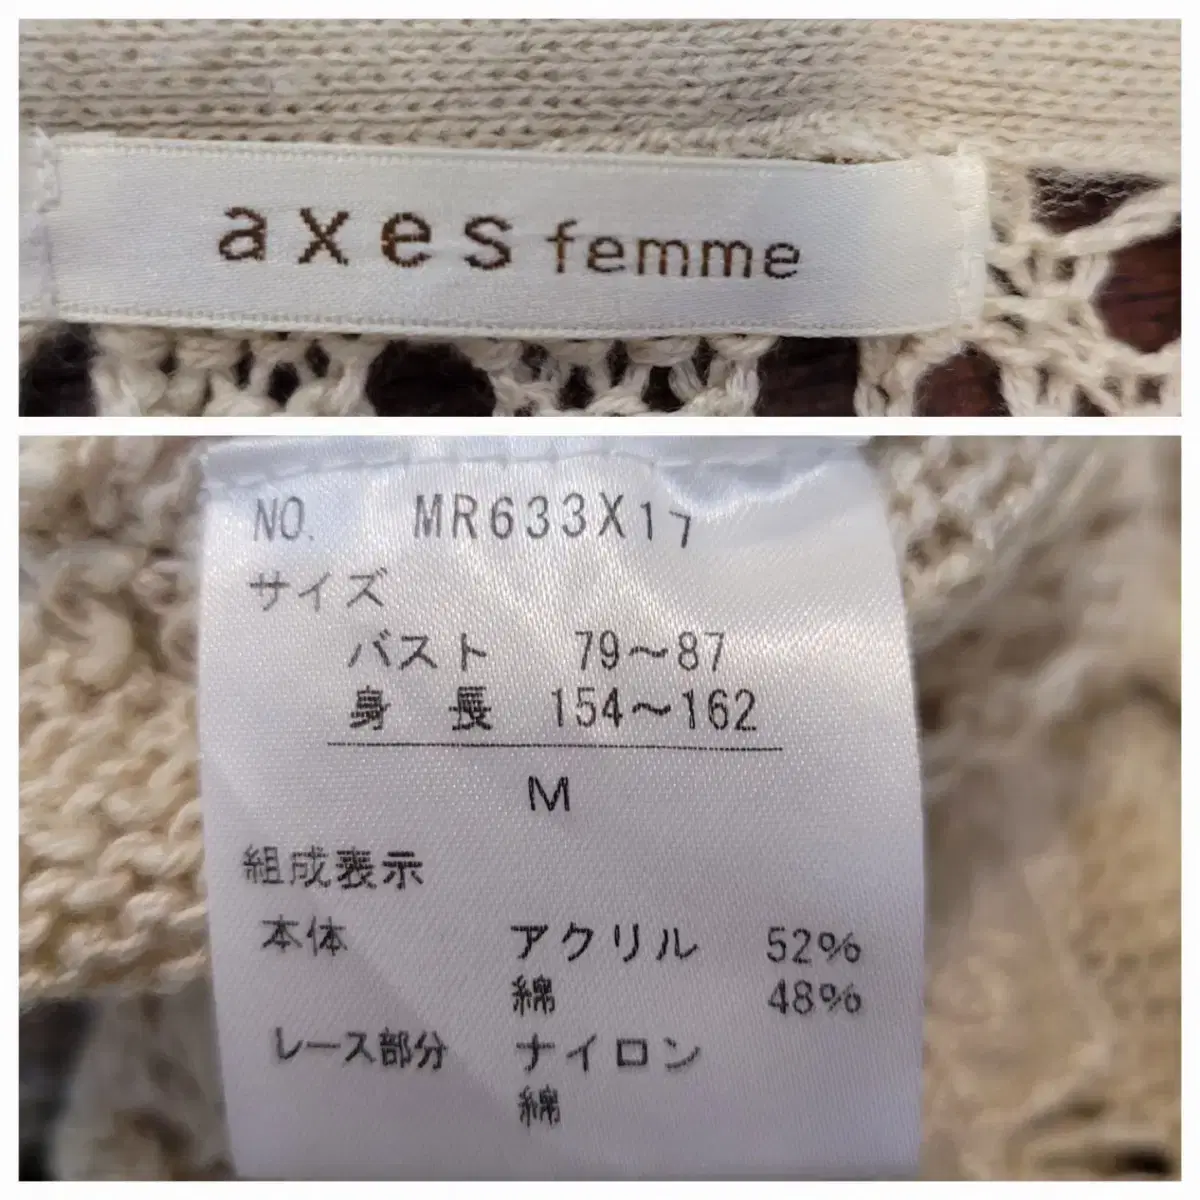 axes femme
NO. MR633X17
サイズ
バスト 79～87
身長 154～162
M
組成表示
本体 アクリル 52%
綿 48%
レース部分 ナイロン
綿